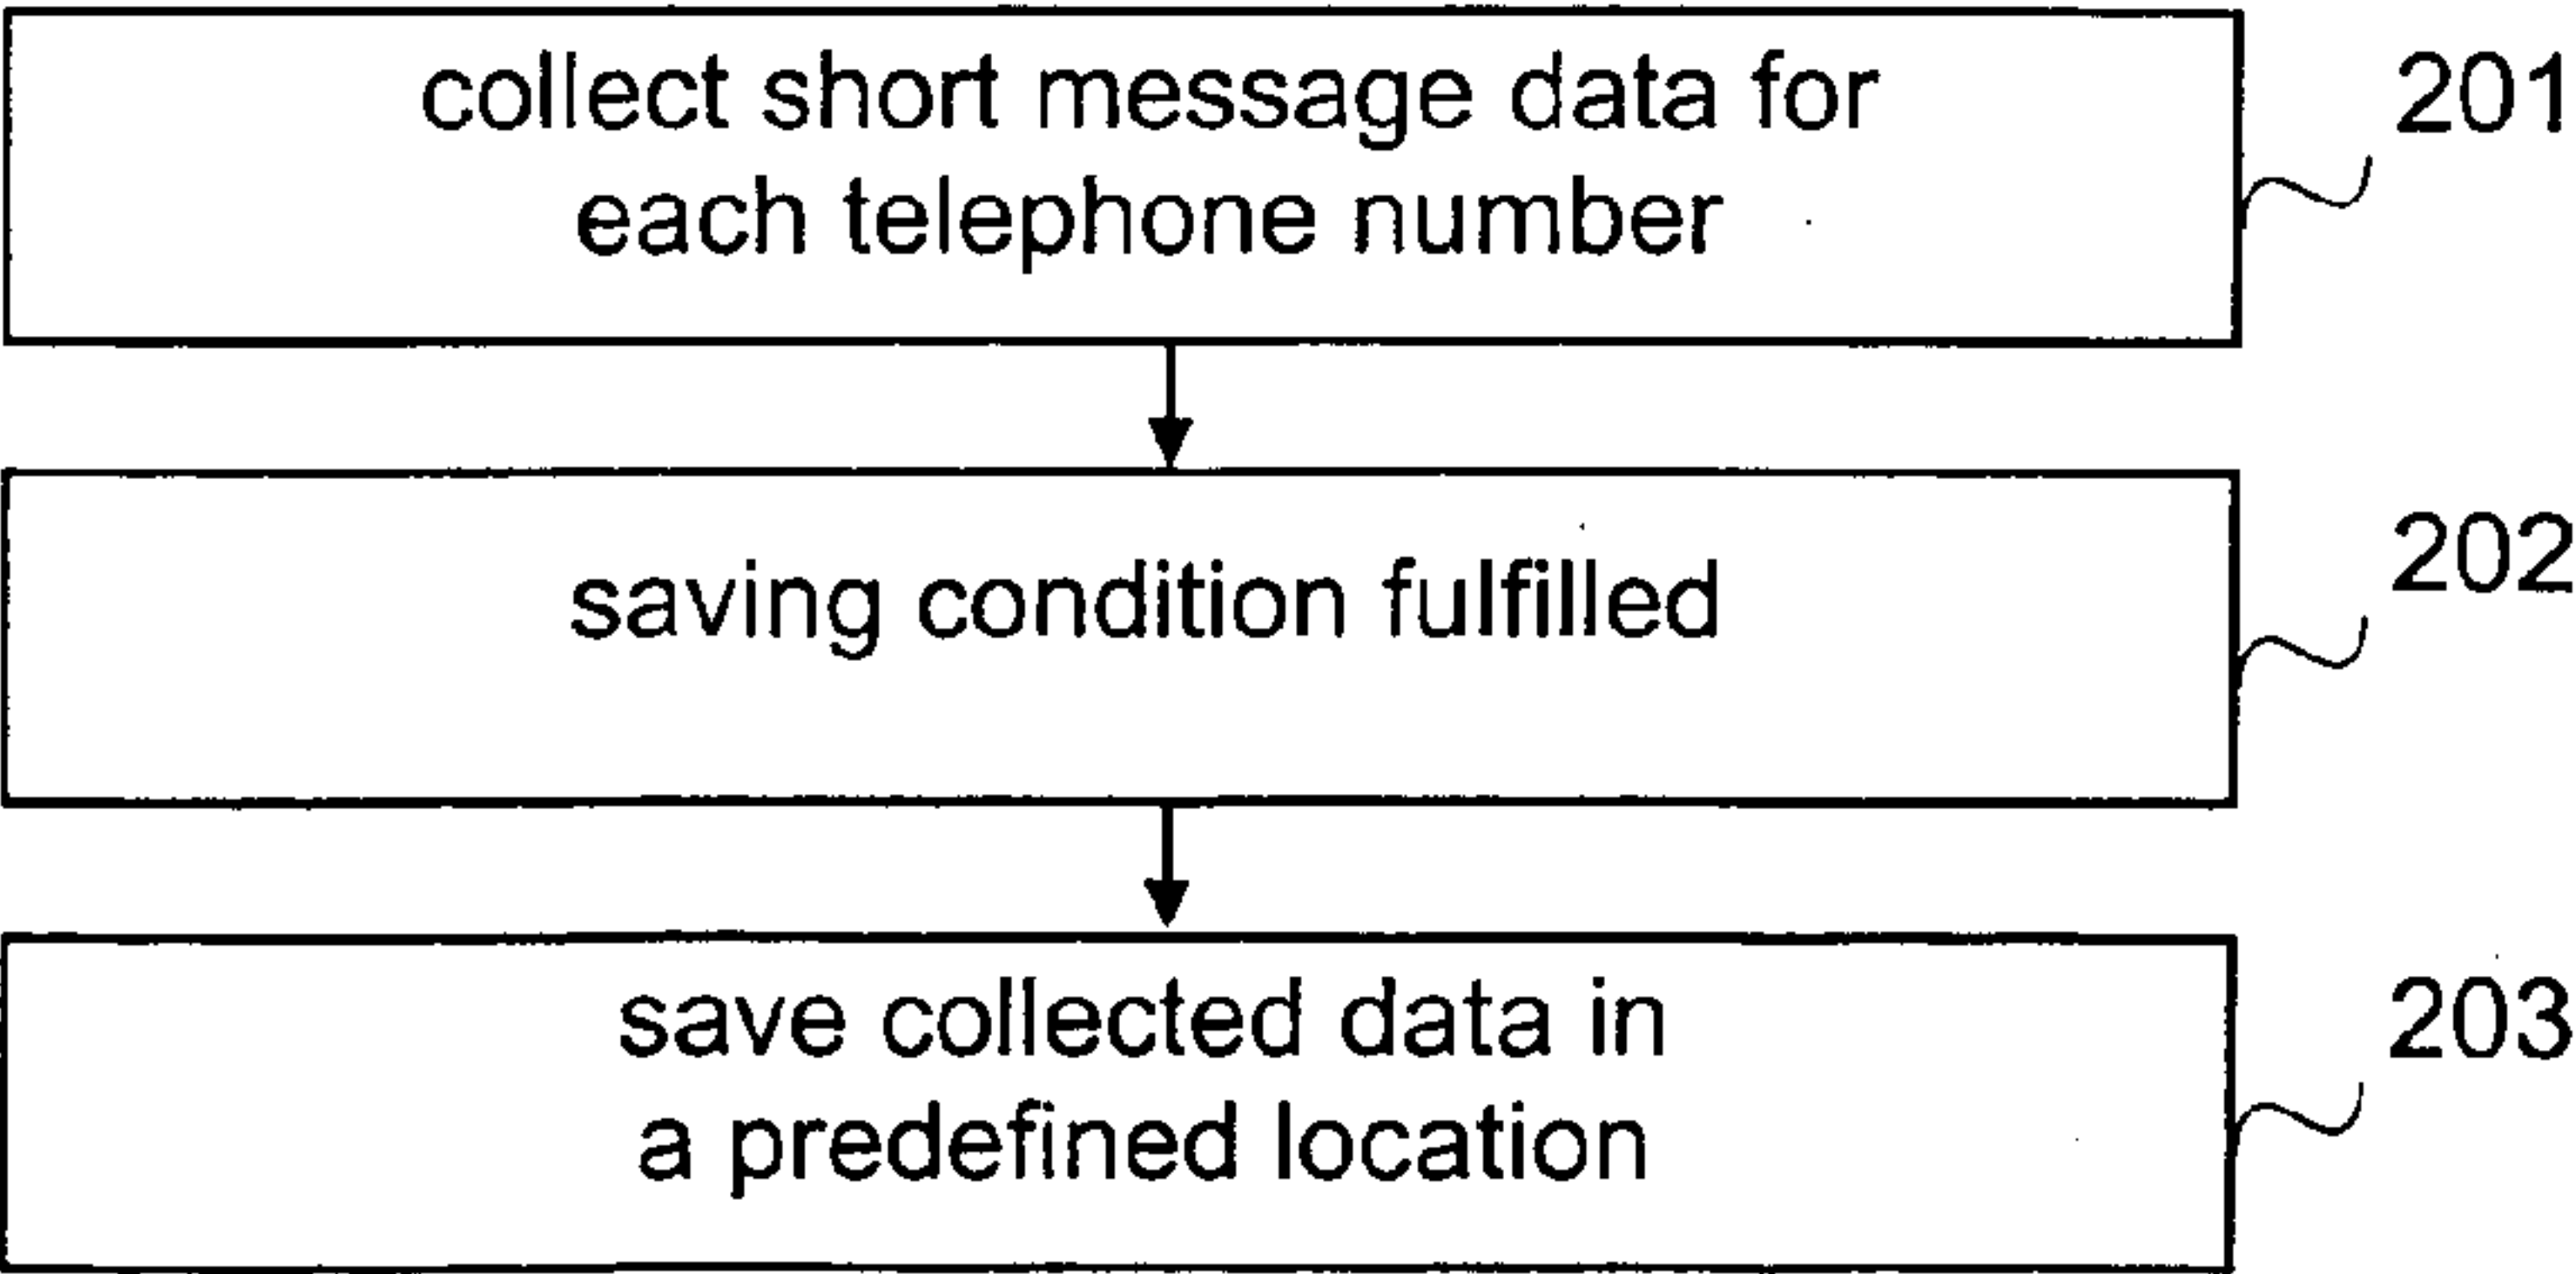 collect short message data for
each telephone number
201
saving condition fulfilled
202
save collected data in
a predefined location
203